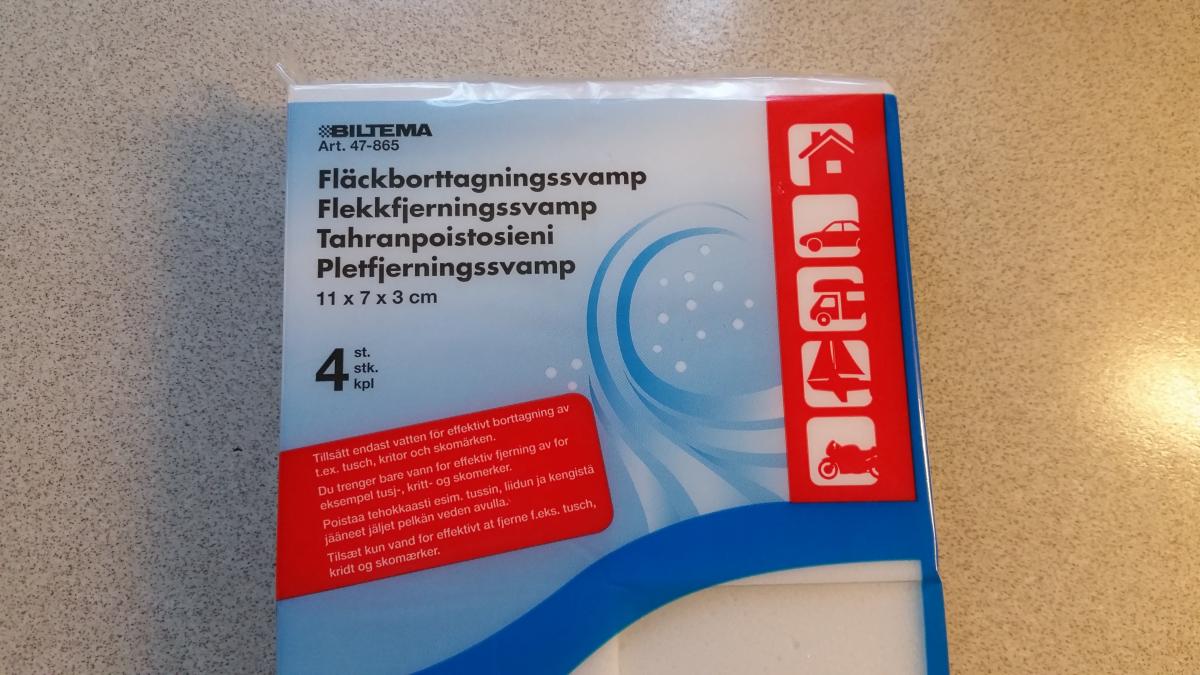 BILTEMA
Art. 47-865
Fläckborttagningssvamp
Flekkfjerningssvamp
Tahranpoistosieni
Pletfjerningssvamp
11 x 7 x 3 cm
4 st.
stk.
kpl
Tillsätt endast vatten för effektivt borttagning av
t.ex. tusch, kritor och skomärken.
Du trenger bare vann for effektiv fjerning av for
eksempel tusj-, kritt- og skomerker.
Poistaa tehokkaasti esim. tussin, liidun ja kengistä
jääneet jäljet pelkän veden avulla.
Tilsæt kun vand for effektivt at fjerne f.eks. tusch,
kridt og skomærker.